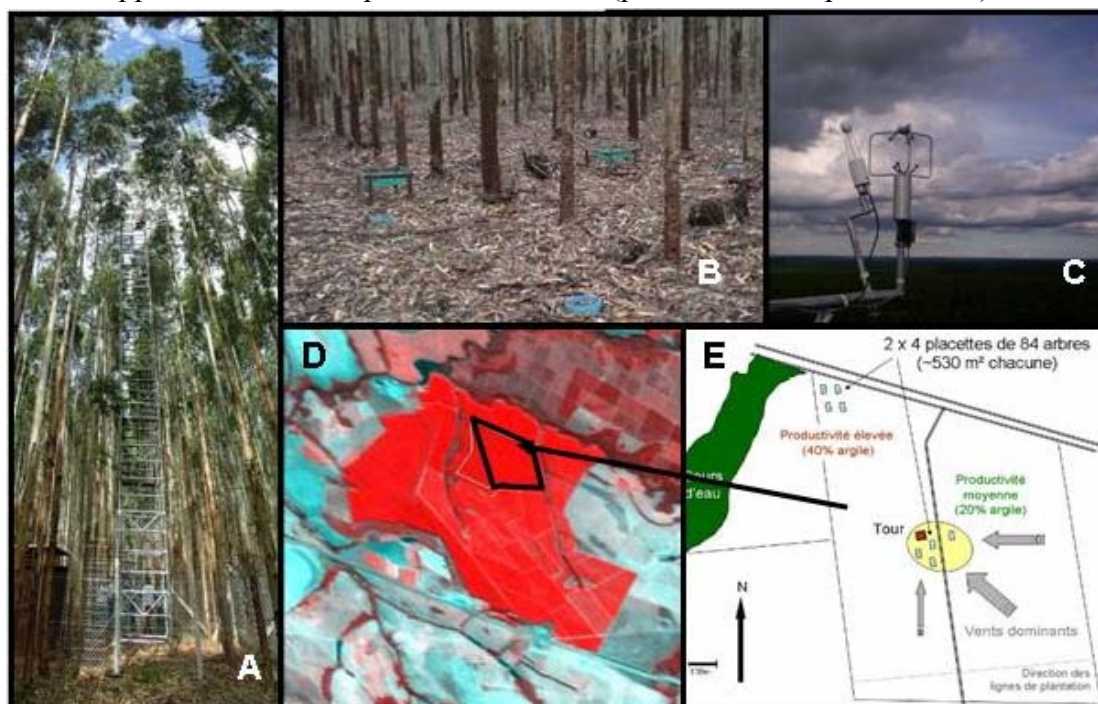 A
B
C
D
E
2 x 4 placettes de 84 arbres
(~530 m² chacune)
Productivité élevée
(40% argile)
d'eau
Productivité
moyenne
(20% argile)
Tour
N
Vents dominants
Direction des
lignes de plantation